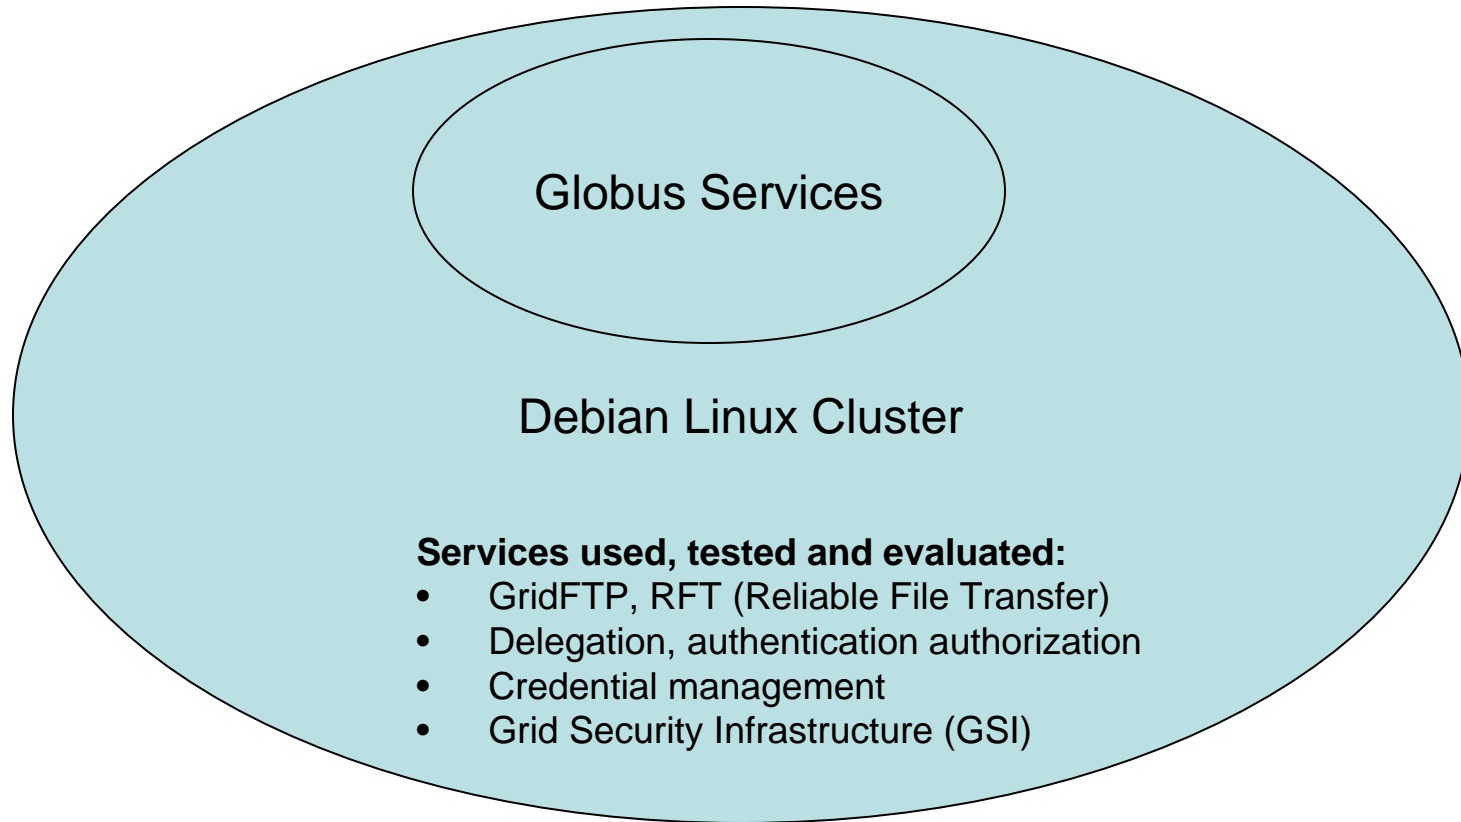 Globus Services
Debian Linux Cluster
Services used, tested and evaluated:
• GridFTP, RFT (Reliable File Transfer)
• Delegation, authentication authorization
• Credential management
• Grid Security Infrastructure (GSI)